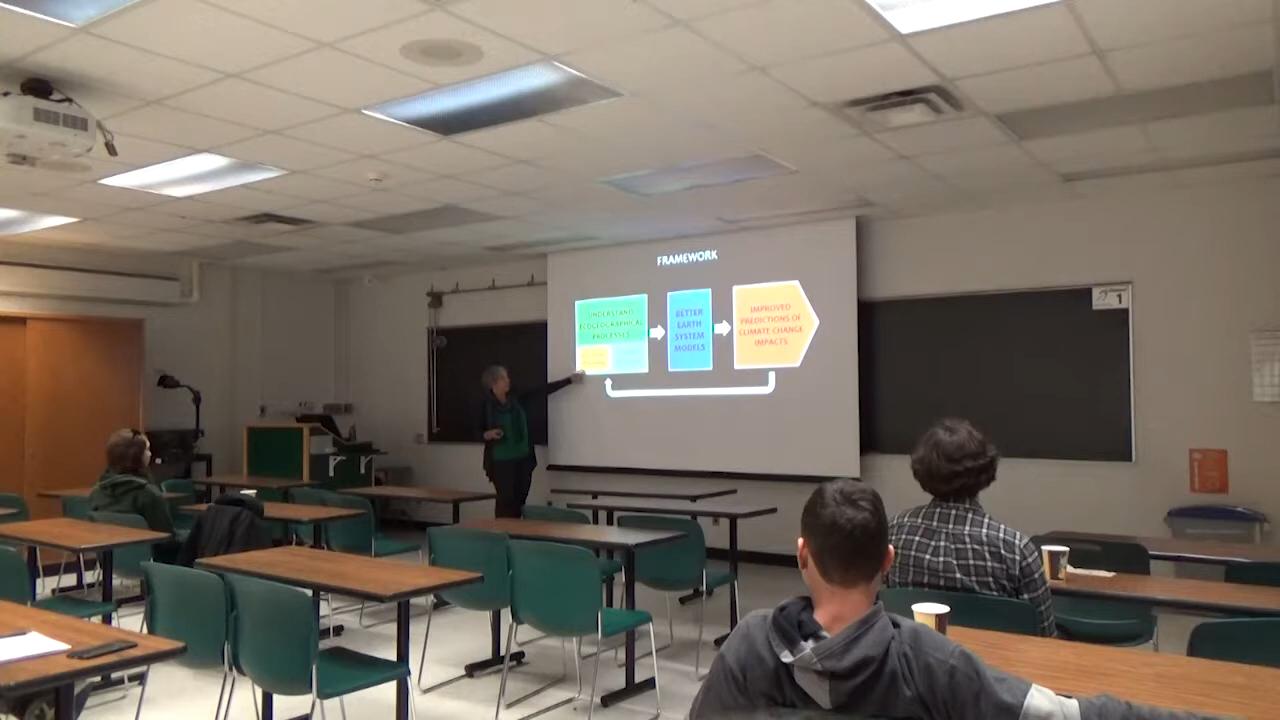 FRAMEWORK
UNDERSTAND
ECOGEOGRAPHICAL
PROCESSES
BETTER
EARTH
SYSTEM
MODELS
IMPROVED
PREDICTIONS OF
CLIMATE CHANGE
IMPACTS
1